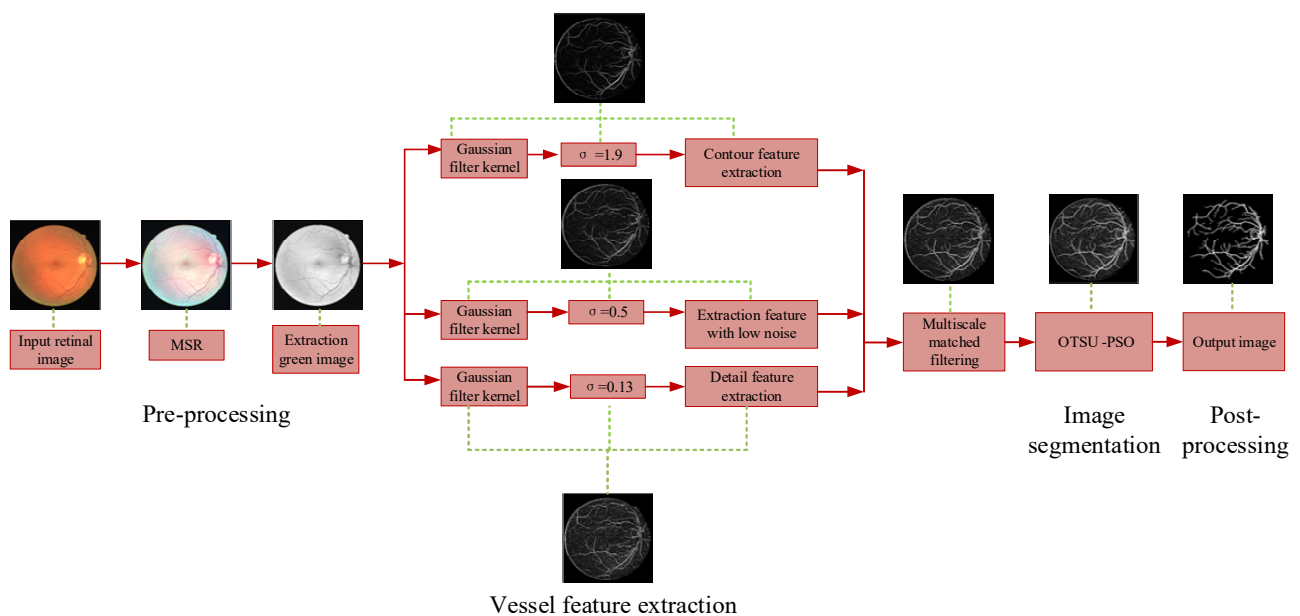 Gaussian
filter kernel
σ =1.9
Contour feature
extraction
Gaussian
filter kernel
σ=0.5
Extraction feature
with low noise
Gaussian
filter kernel
σ=0.13
Detail feature
extraction
Input retinal
image
MSR
Extraction
green image
Multiscale
matched
filtering
OTSU -PSO
Output image
Pre-processing
Image
segmentation
Post-
processing
Vessel feature extraction